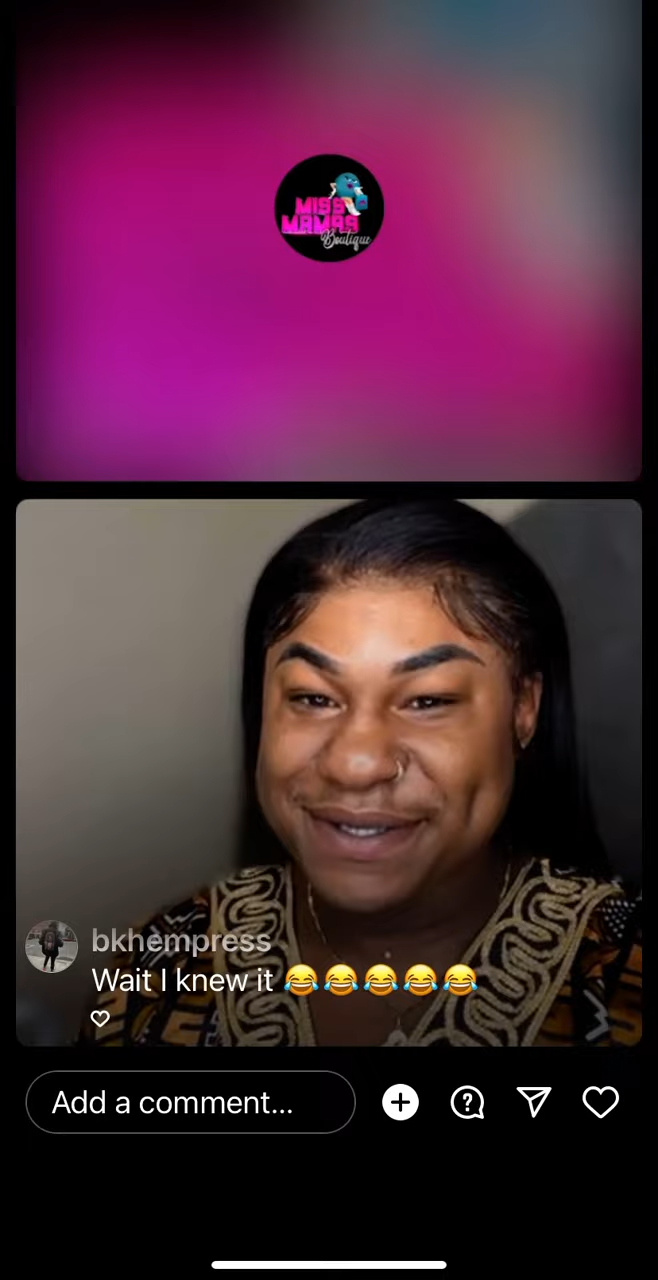 MISS
MAMAS
Boutique
bkhempress
Wait I knew it 😂😂😂😂😂
Add a comment...